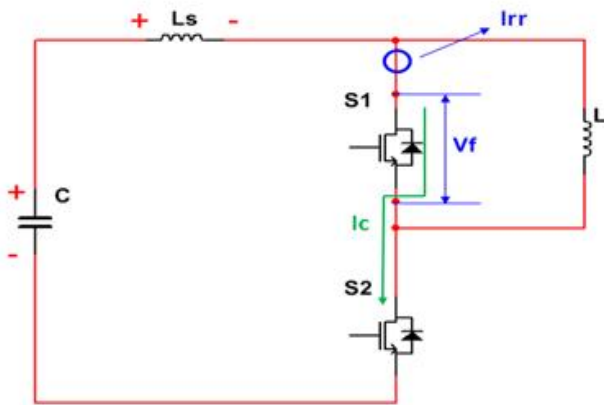 + Ls - Irr
S1
L
Vf
+ C
Ic
-
S2